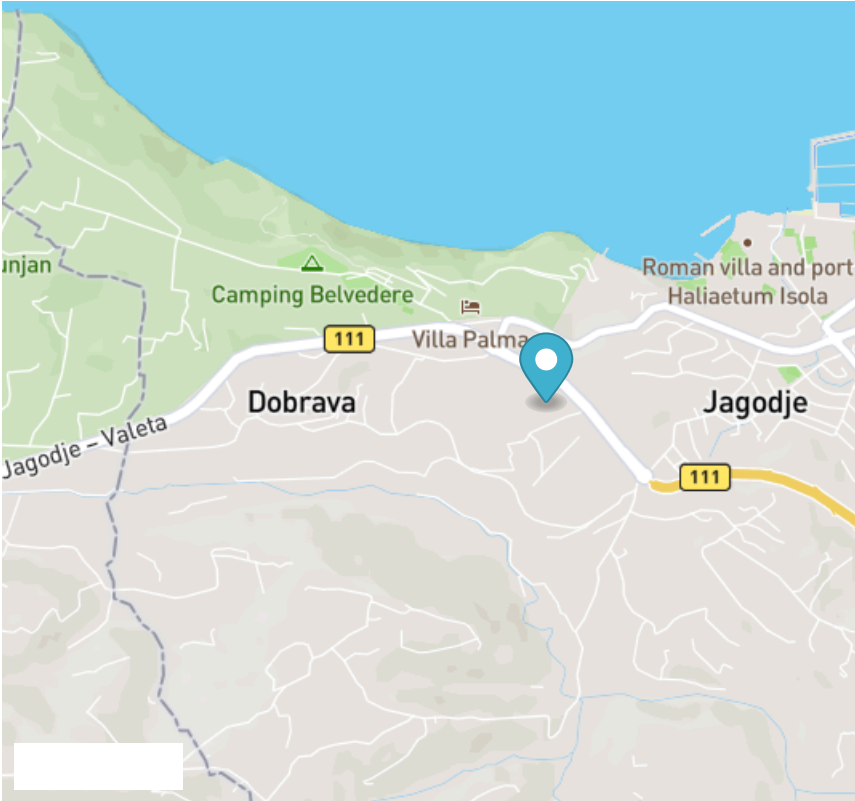 unjan
Camping Belvedere
Roman villa and port
Haliaetum Isola
111
Villa Palma
Dobrava
Jagodje
Jagodje – Valeta
111